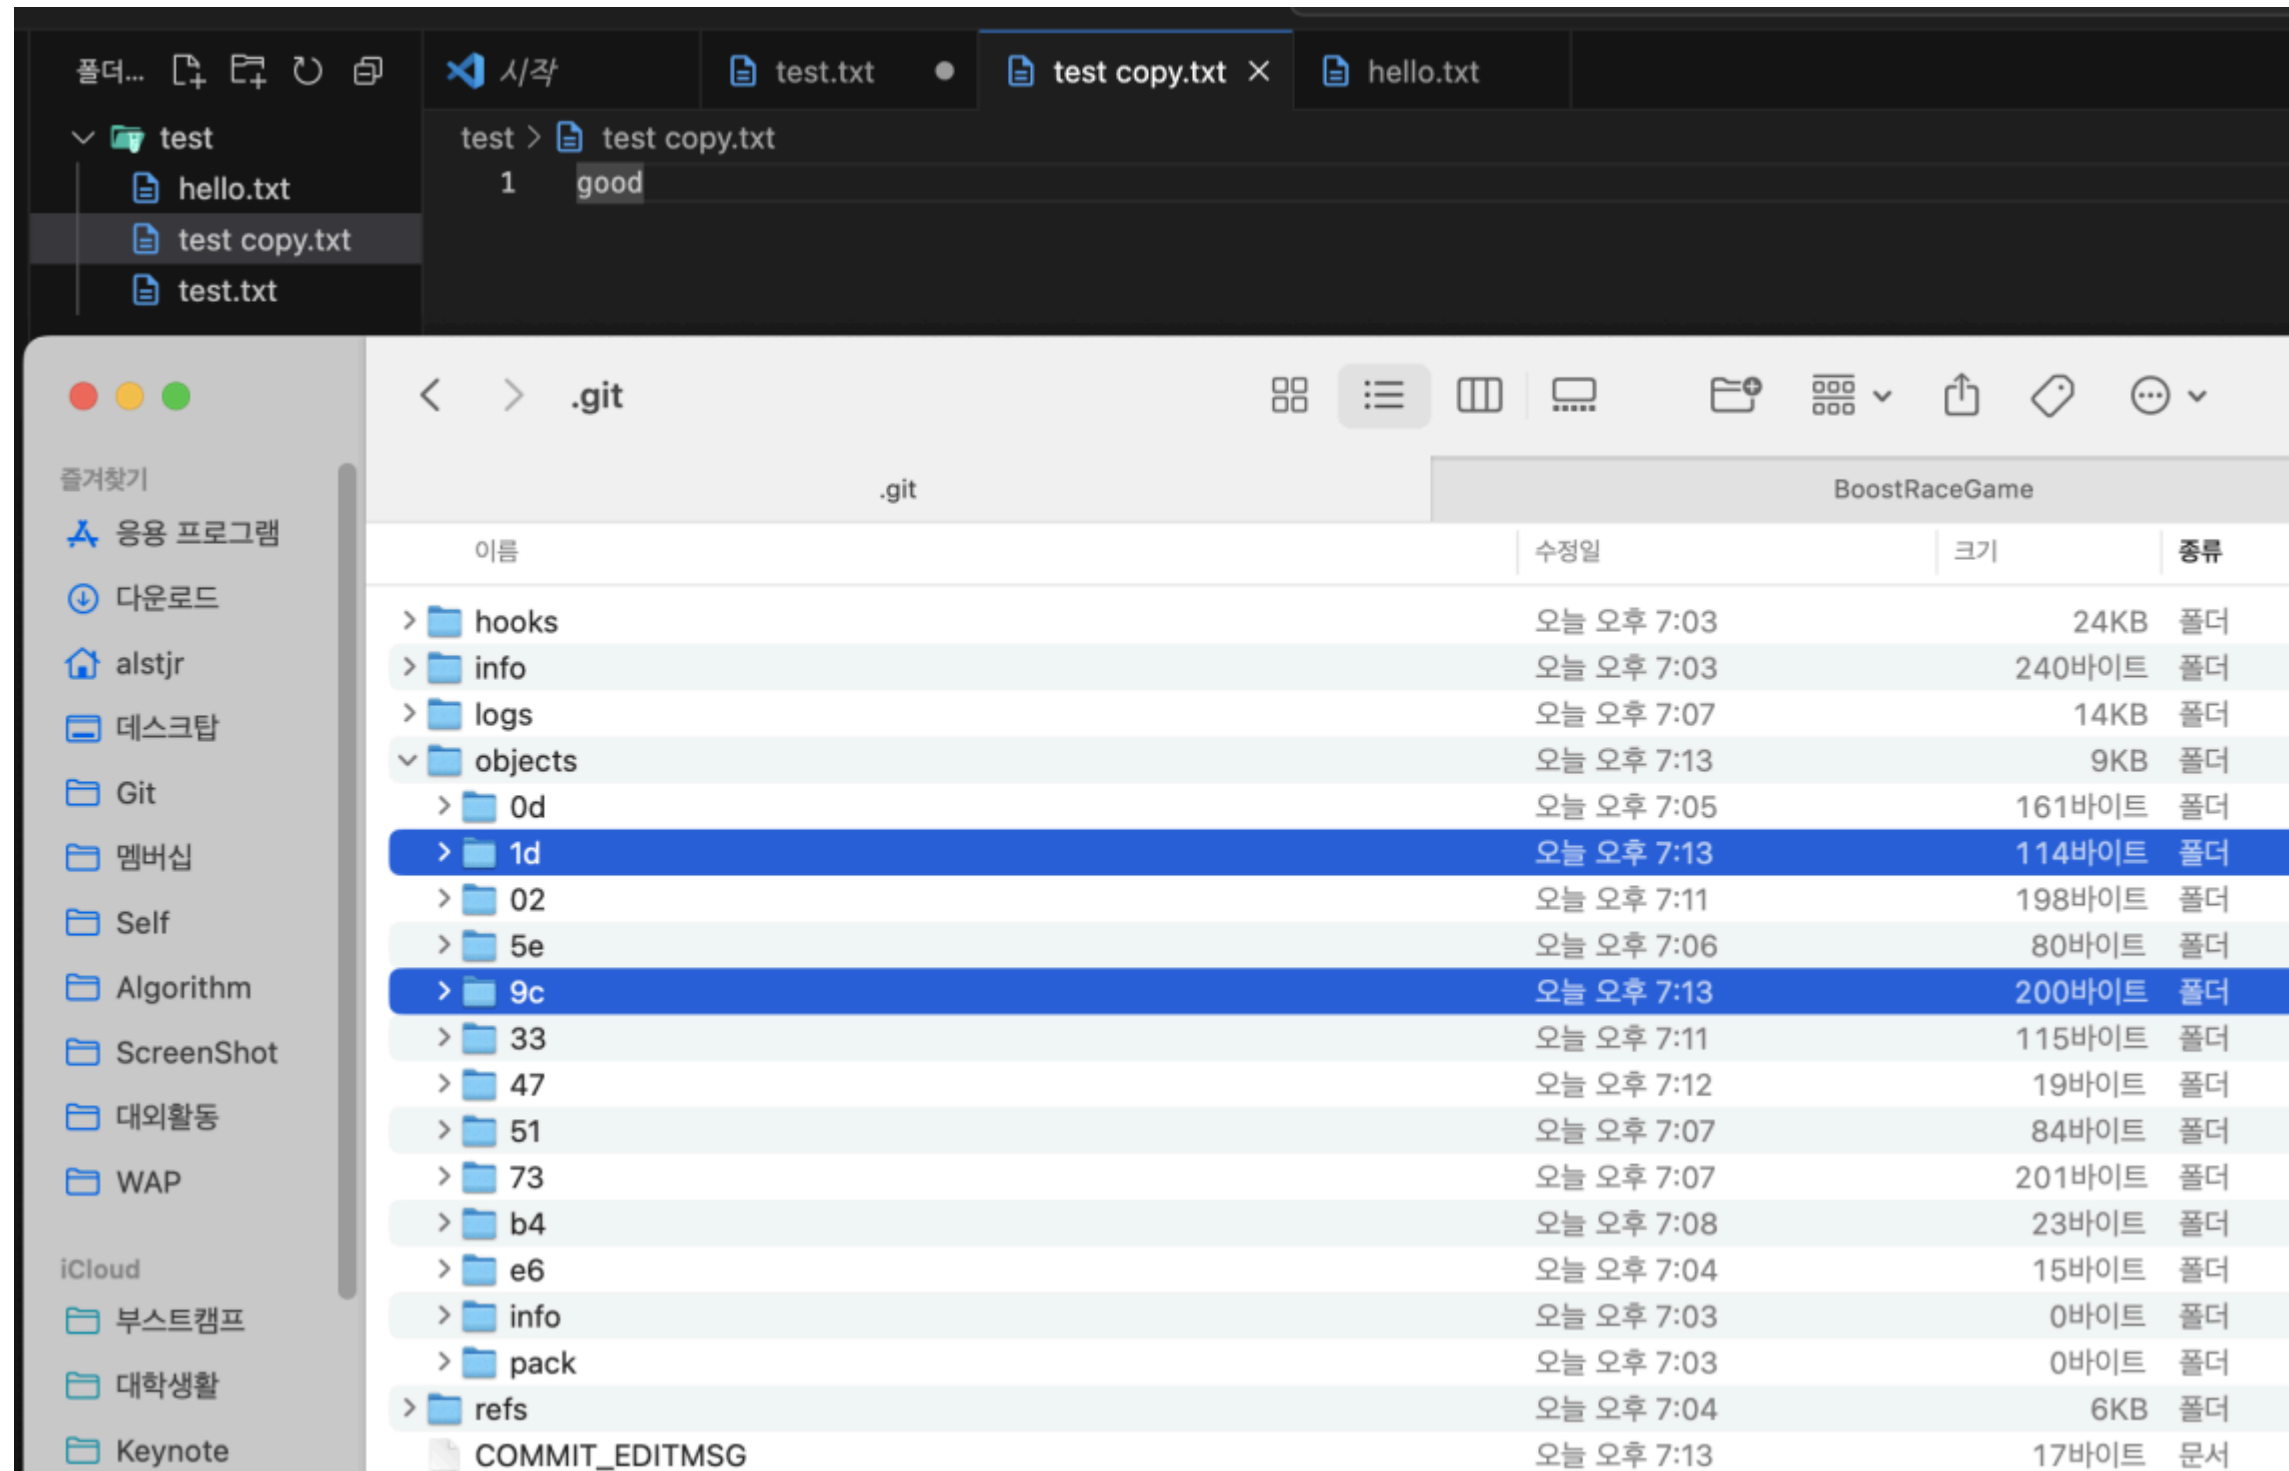 폴더...
시작
test.txt
test copy.txt
hello.txt
test
hello.txt
test copy.txt
test.txt
test > test copy.txt
1 good
.git
.git
BoostRaceGame
즐겨찾기
응용 프로그램
다운로드
alstjr
데스크탑
Git
멤버십
Self
Algorithm
ScreenShot
대외활동
WAP
iCloud
부스트캠프
대학생활
Keynote
이름 수정일 크기 종류
hooks 오늘 오후 7:03 24KB 폴더
info 오늘 오후 7:03 240바이트 폴더
logs 오늘 오후 7:07 14KB 폴더
objects 오늘 오후 7:13 9KB 폴더
0d 오늘 오후 7:05 161바이트 폴더
1d 오늘 오후 7:13 114바이트 폴더
02 오늘 오후 7:11 198바이트 폴더
5e 오늘 오후 7:06 80바이트 폴더
9c 오늘 오후 7:13 200바이트 폴더
33 오늘 오후 7:11 115바이트 폴더
47 오늘 오후 7:12 19바이트 폴더
51 오늘 오후 7:07 84바이트 폴더
73 오늘 오후 7:07 201바이트 폴더
b4 오늘 오후 7:08 23바이트 폴더
e6 오늘 오후 7:04 15바이트 폴더
info 오늘 오후 7:03 0바이트 폴더
pack 오늘 오후 7:03 0바이트 폴더
refs 오늘 오후 7:04 6KB 폴더
COMMIT_EDITMSG 오늘 오후 7:13 17바이트 문서